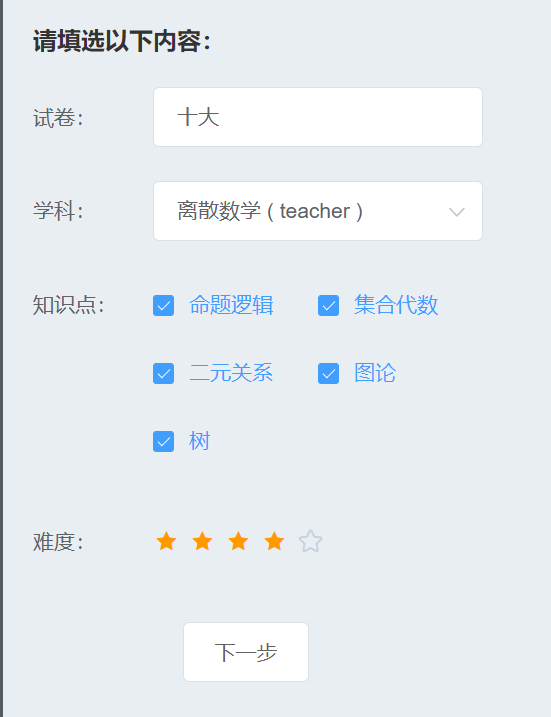 请填选以下内容：
试卷： 十大
学科： 离散数学 ( teacher )
知识点： 命题逻辑 集合代数
二元关系 图论
树
难度：
下一步